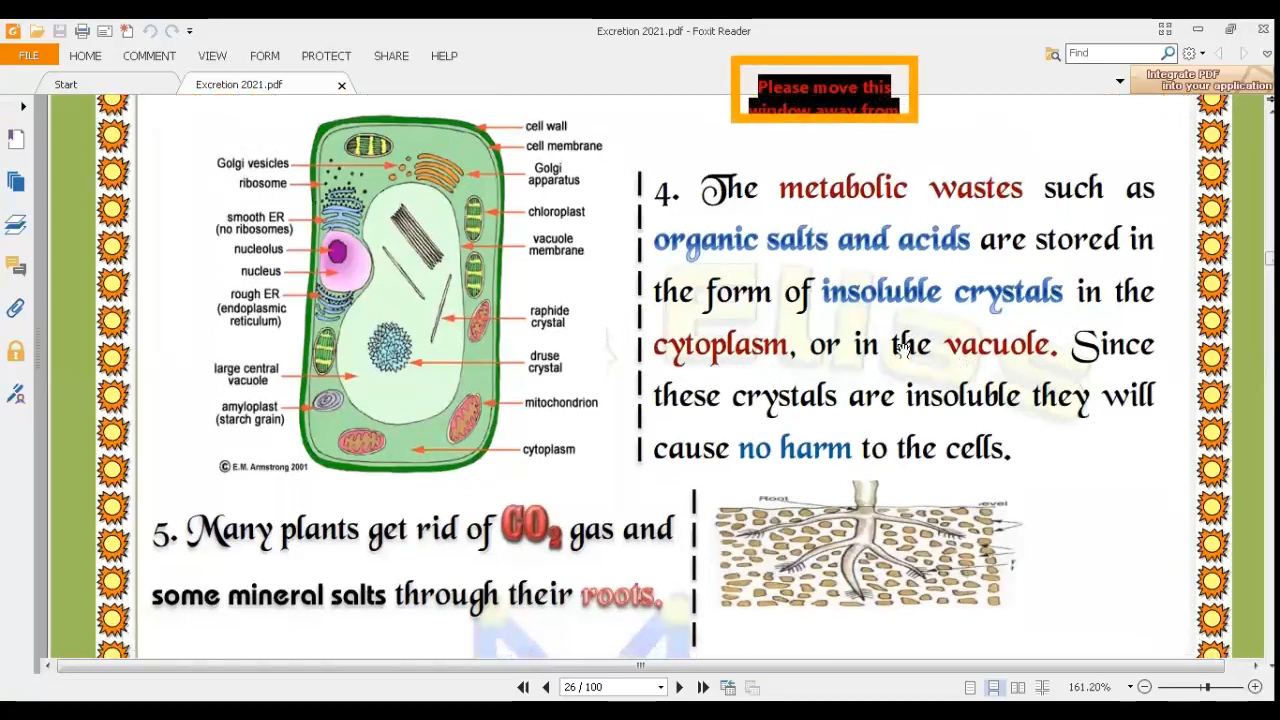 Excretion 2021.pdf - Foxit Reader
FILE HOME COMMENT VIEW FORM PROTECT SHARE HELP
Find
Start
Excretion 2021.pdf
Integrate PDF
into your application
Please move this
window away from
cell wall
cell membrane
Golgi vesicles
Golgi
apparatus
ribosome
chloroplast
smooth ER
(no ribosomes)
vacuole
membrane
nucleolus
nucleus
rough ER
(endoplasmic
reticulum)
raphide
crystal
druse
crystal
large central
vacuole
amyloplast
(starch grain)
mitochondrion
cytoplasm
© E.M. Armstrong 2001
4. The metabolic wastes such as
organic salts and acids are stored in
the form of insoluble crystals in the
cytoplasm, or in the vacuole. Since
these crystals are insoluble they will
cause no harm to the cells.
5. Many plants get rid of CO₂ gas and
some mineral salts through their roots.
Root
26 / 100
161.20%